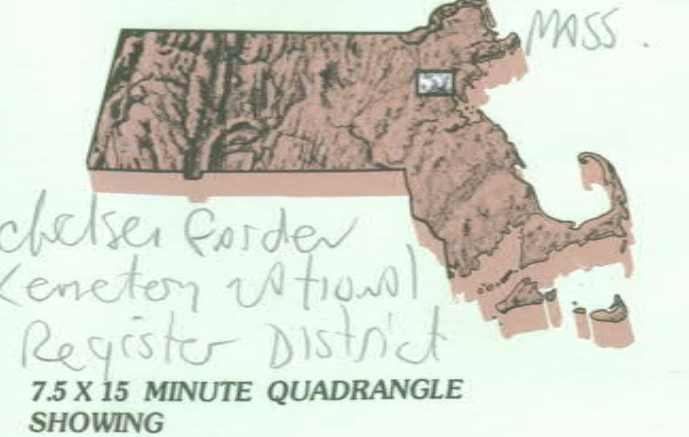 MASS.
Chelsea Garden
Cemetery National
Register District
7.5 X 15 MINUTE QUADRANGLE
SHOWING